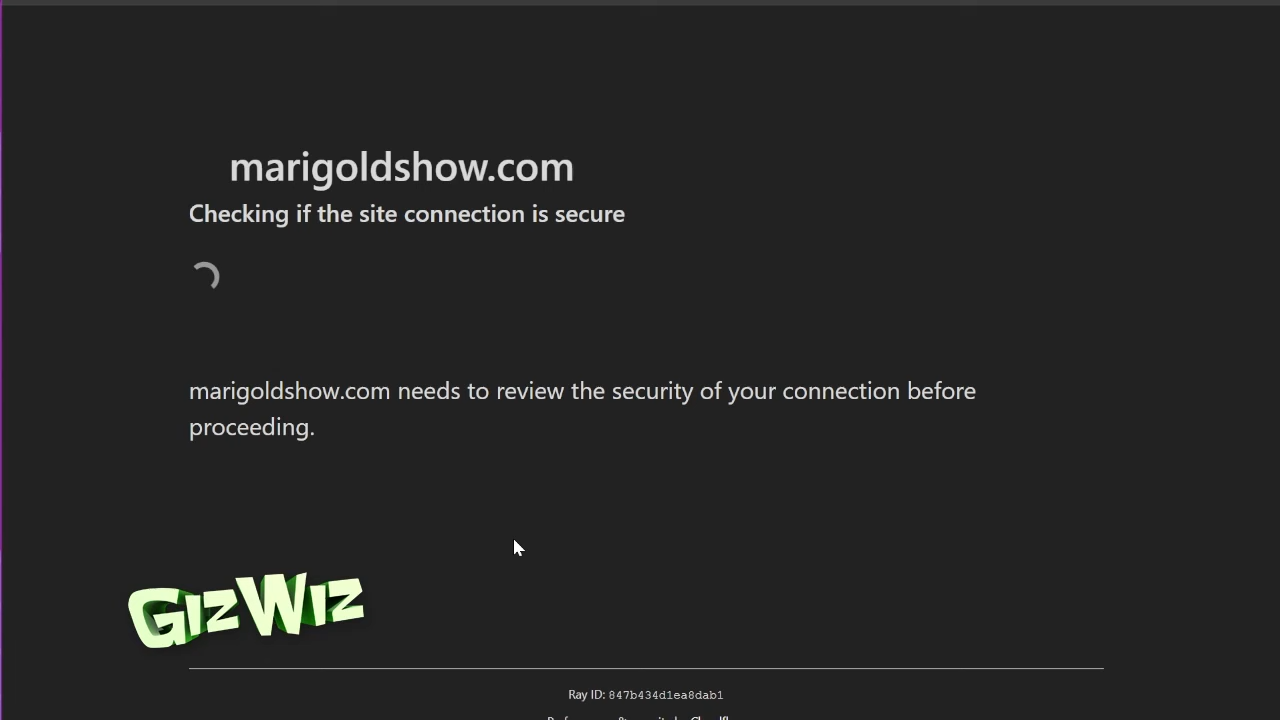 marigoldshow.com
Checking if the site connection is secure
marigoldshow.com needs to review the security of your connection before
proceeding.
GizWiz
Ray ID: 847b434d1ea8dab1